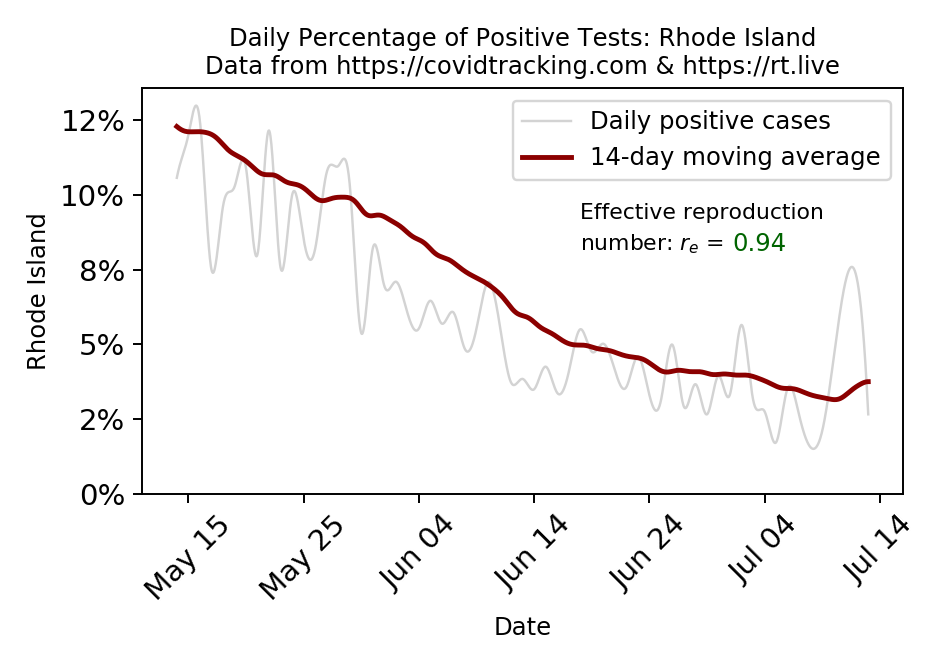 Daily Percentage of Positive Tests: Rhode Island
Data from https://covidtracking.com & https://rt.live
Daily positive cases
14-day moving average
Effective reproduction
number: rₑ = 0.94
Rhode Island
12%
10%
8%
5%
2%
0%
May 15
May 25
Jun 04
Jun 14
Jun 24
Jul 04
Jul 14
Date